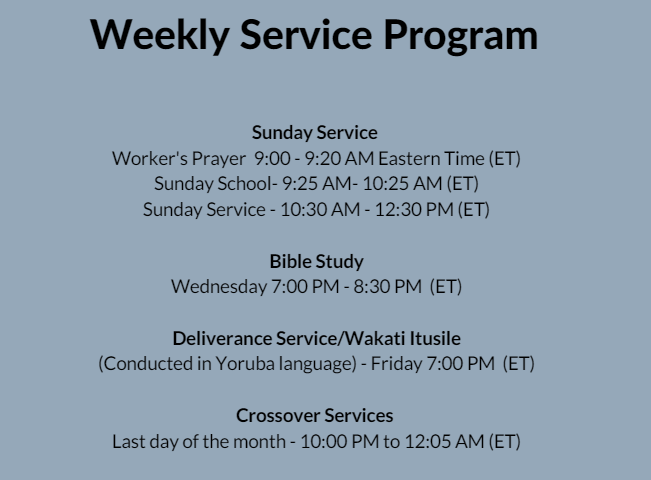 Weekly Service Program
Sunday Service
Worker's Prayer  9:00 - 9:20 AM Eastern Time (ET)
Sunday School- 9:25 AM- 10:25 AM (ET)
Sunday Service - 10:30 AM - 12:30 PM (ET)
Bible Study
Wednesday 7:00 PM - 8:30 PM  (ET)
Deliverance Service/Wakati Itusile
(Conducted in Yoruba language) - Friday 7:00 PM  (ET)
Crossover Services
Last day of the month - 10:00 PM to 12:05 AM (ET)